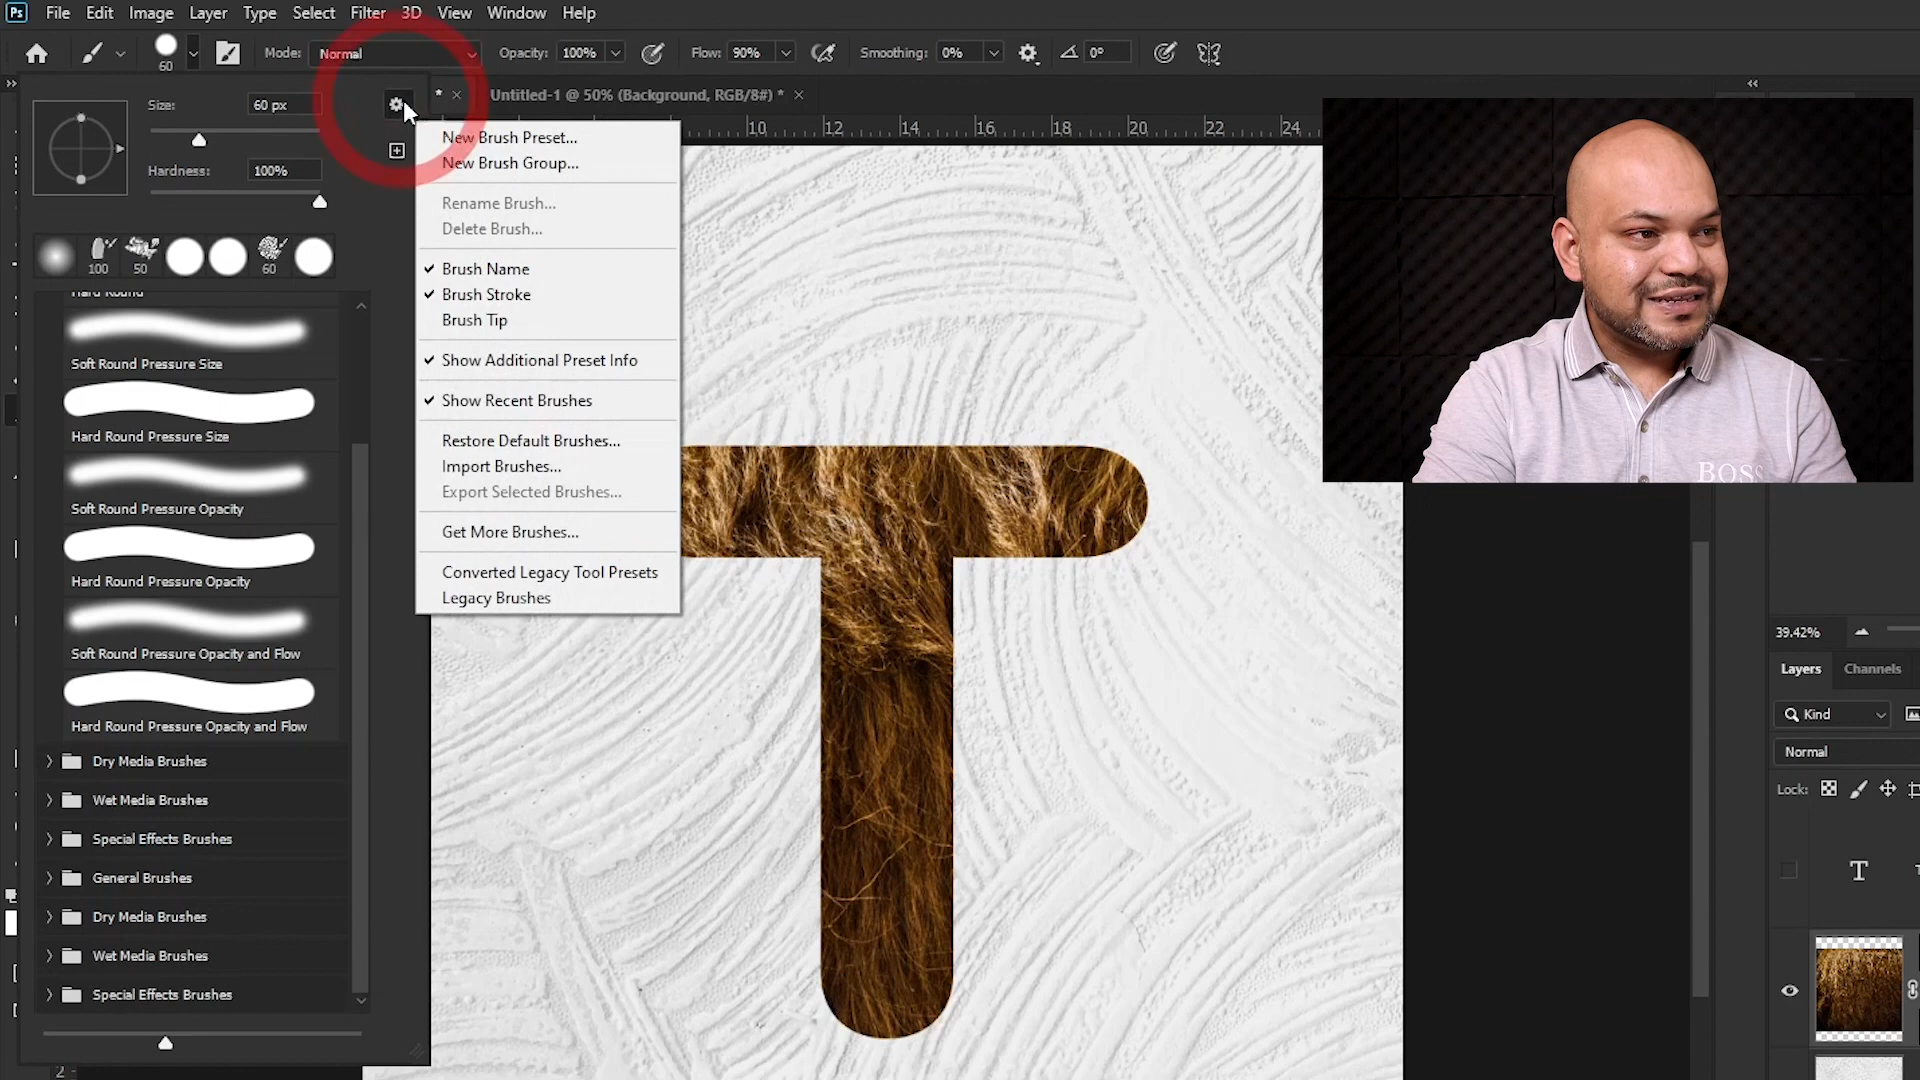 Ps File Edit Image Layer Type Select Filter 3D View Window Help
60 Mode: Normal Opacity: 100% Flow: 90% Smoothing: 0% 0°
Size: 60 px
* × Untitled-1 @ 50% (Background, RGB/8#) * ×
10 12 14 16 18 20 22 24
Hardness: 100%
100 50 60
New Brush Preset...
New Brush Group...
Rename Brush...
Delete Brush...
Brush Name
Brush Stroke
Brush Tip
Show Additional Preset Info
Show Recent Brushes
Restore Default Brushes...
Import Brushes...
Export Selected Brushes...
Get More Brushes...
Converted Legacy Tool Presets
Legacy Brushes
Hard Round
Soft Round Pressure Size
Hard Round Pressure Size
Soft Round Pressure Opacity
Hard Round Pressure Opacity
Soft Round Pressure Opacity and Flow
Hard Round Pressure Opacity and Flow
Dry Media Brushes
Wet Media Brushes
Special Effects Brushes
General Brushes
Dry Media Brushes
Wet Media Brushes
Special Effects Brushes
2
T
BOSS
39.42%
Layers Channels
Kind
Normal
Lock:
T